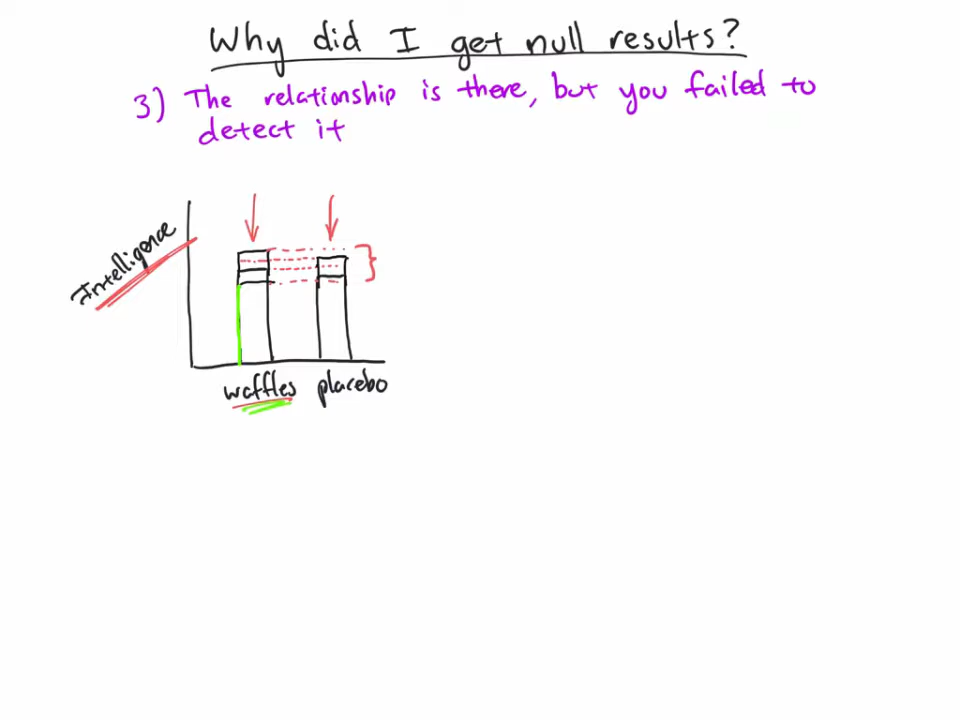 Why did I get null results?
3) The relationship is there, but you failed to
detect it
Intelligence
waffles placebo